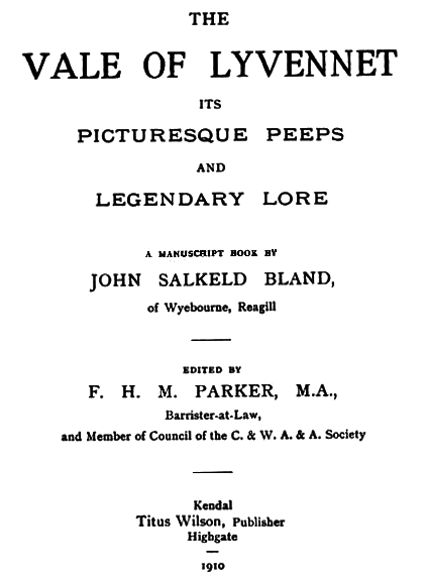 THE
VALE OF LYVENNET
ITS
PICTURESQUE PEEPS
AND
LEGENDARY LORE
A MANUSCRIPT BOOK BY
JOHN SALKELD BLAND,
of Wyebourne, Reagill
EDITED BY
F. H. M. PARKER, M.A.,
Barrister-at-Law,
and Member of Council of the C. & W. A. & A. Society
Kendal
Titus Wilson, Publisher
Highgate
1910